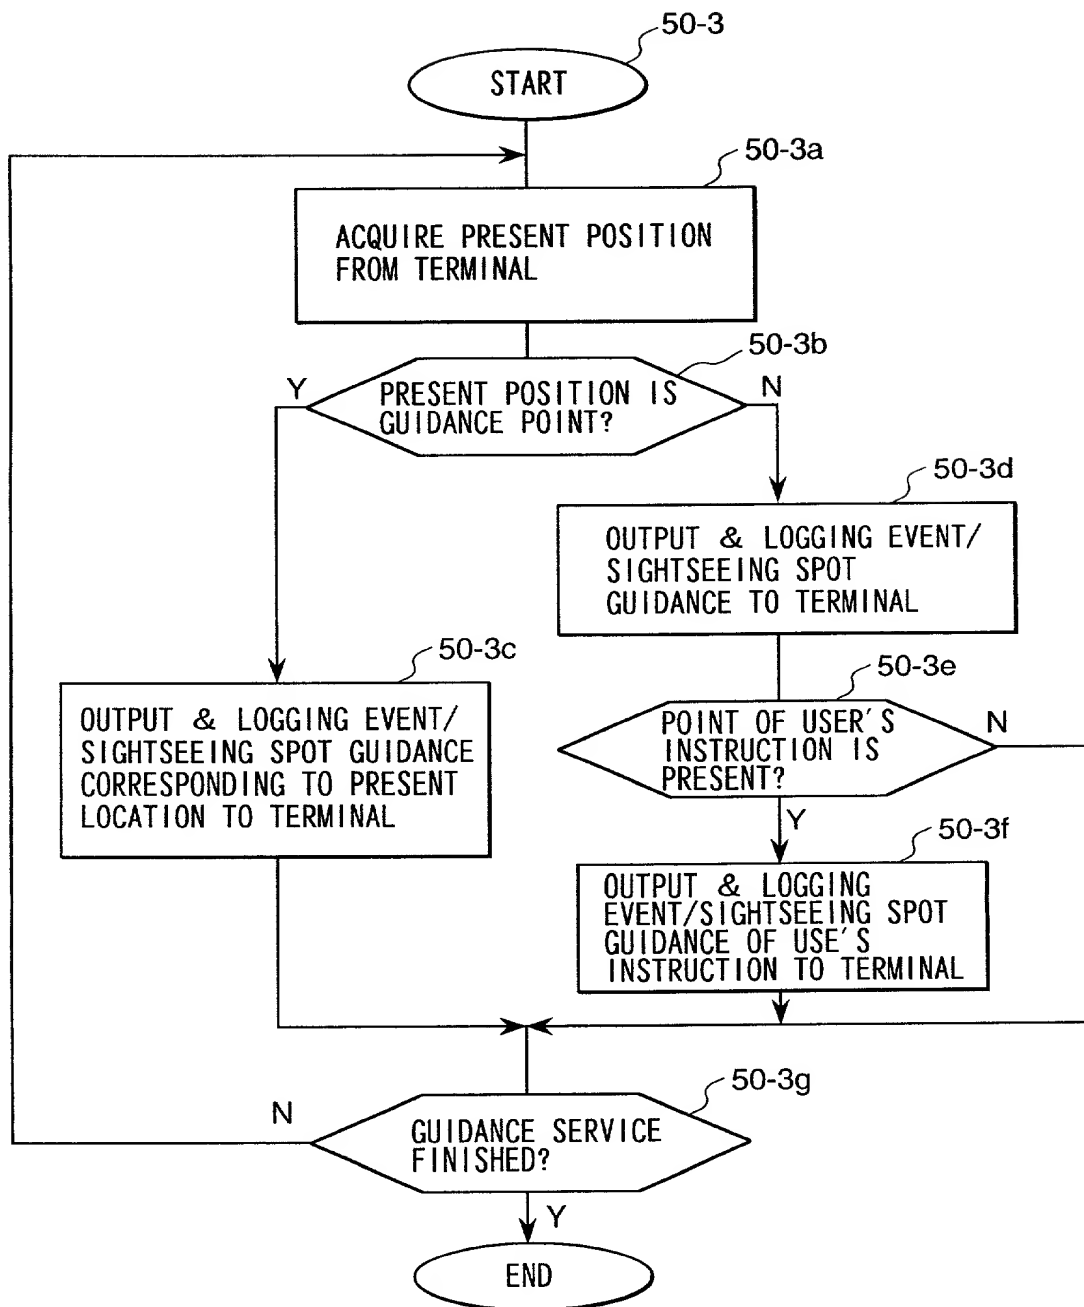 50-3
START
50-3a
ACQUIRE PRESENT POSITION
FROM TERMINAL
50-3b
Y
N
PRESENT POSITION IS
GUIDANCE POINT?
50-3d
OUTPUT & LOGGING EVENT/
SIGHTSEEING SPOT
GUIDANCE TO TERMINAL
50-3c
OUTPUT & LOGGING EVENT/
SIGHTSEEING SPOT GUIDANCE
CORRESPONDING TO PRESENT
LOCATION TO TERMINAL
50-3e
POINT OF USER'S
INSTRUCTION IS
PRESENT?
N
Y
50-3f
OUTPUT & LOGGING
EVENT/SIGHTSEEING SPOT
GUIDANCE OF USE'S
INSTRUCTION TO TERMINAL
50-3g
N
GUIDANCE SERVICE
FINISHED?
Y
END